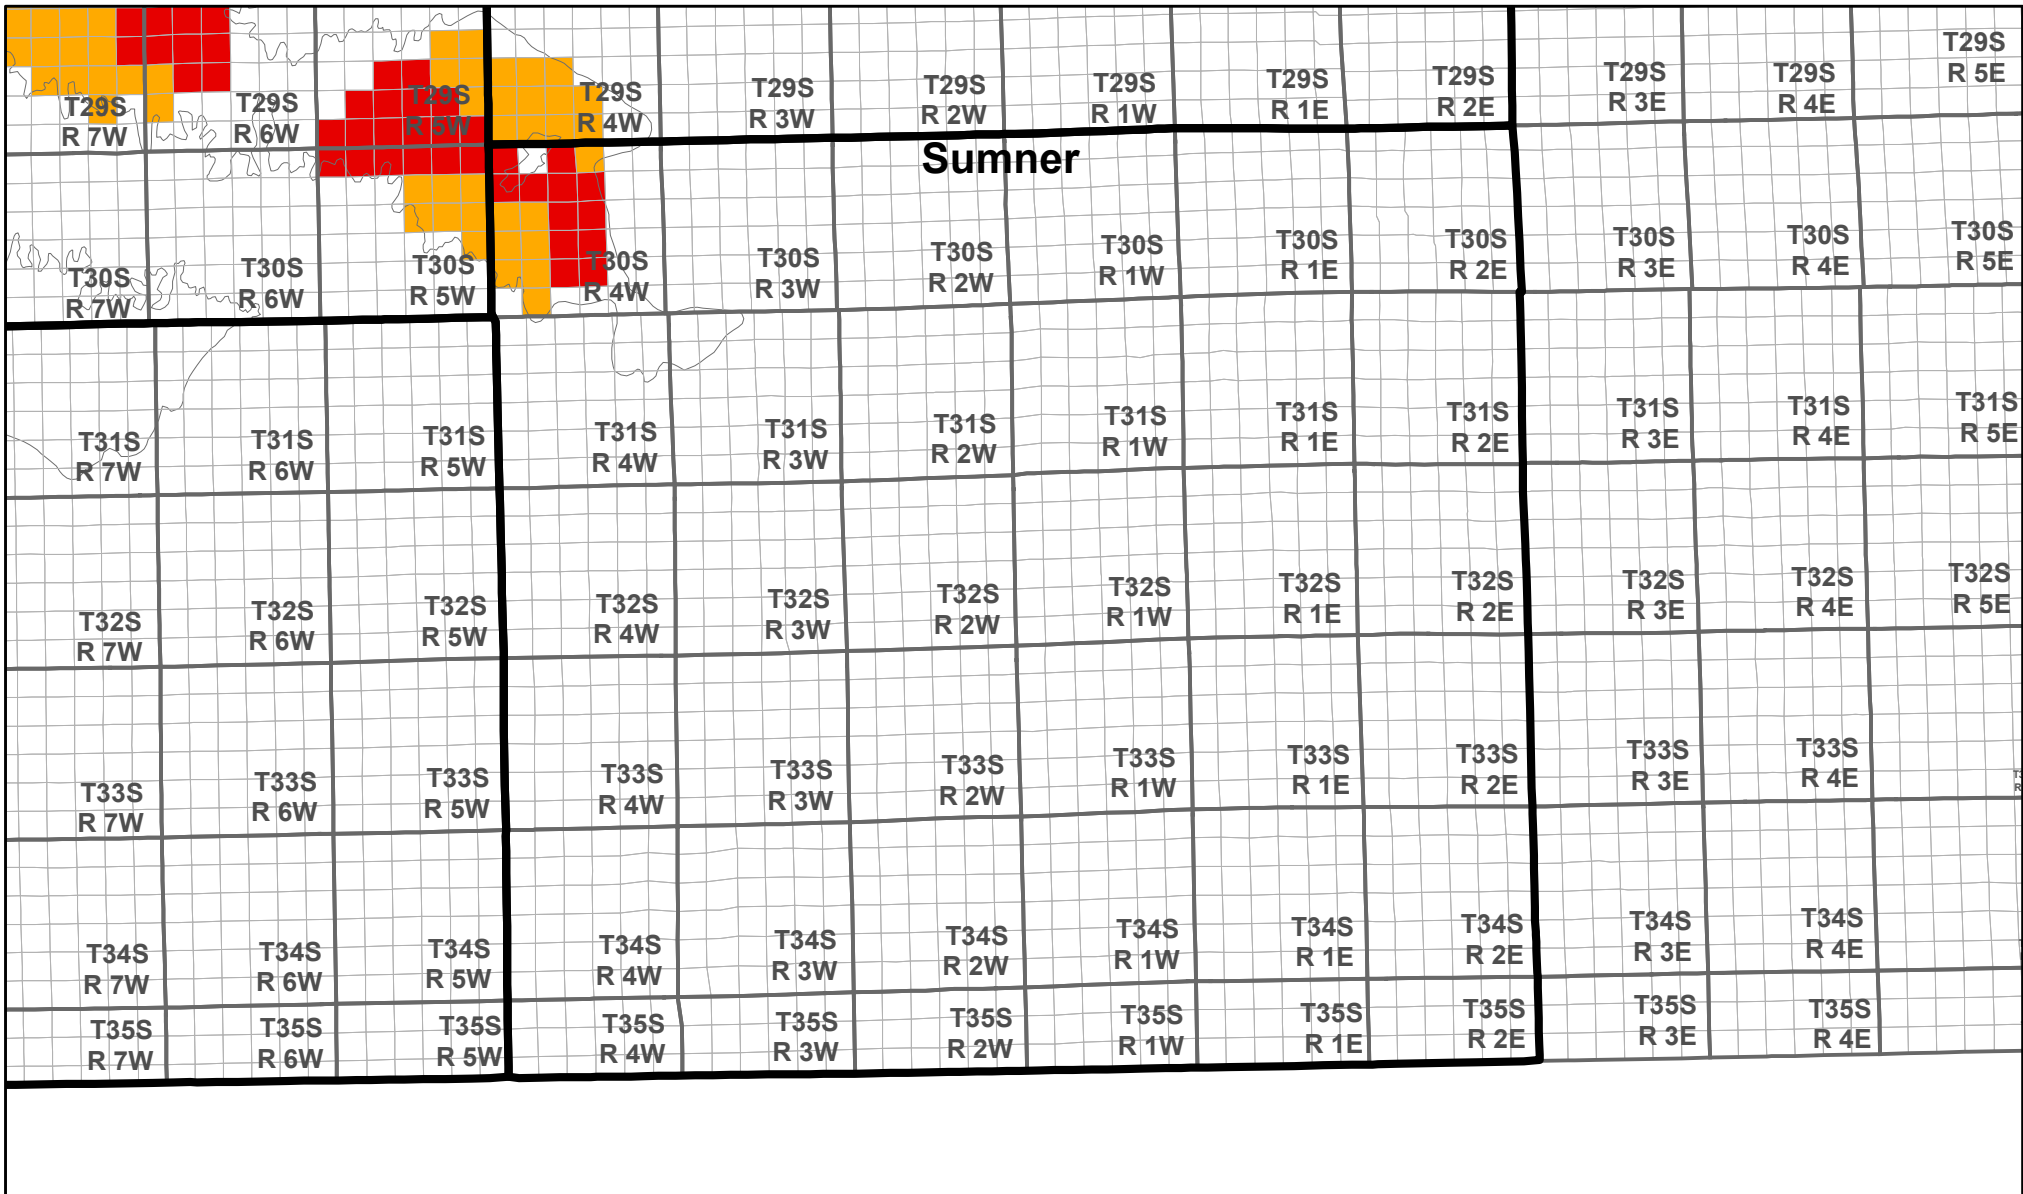 T29S
R 7W
T29S
R 6W
T29S
R 5W
T29S
R 4W
T29S
R 3W
T29S
R 2W
T29S
R 1W
T29S
R 1E
T29S
R 2E
T29S
R 3E
T29S
R 4E
T29S
R 5E
Sumner
T30S
R 7W
T30S
R 6W
T30S
R 5W
T30S
R 4W
T30S
R 3W
T30S
R 2W
T30S
R 1W
T30S
R 1E
T30S
R 2E
T30S
R 3E
T30S
R 4E
T30S
R 5E
T31S
R 7W
T31S
R 6W
T31S
R 5W
T31S
R 4W
T31S
R 3W
T31S
R 2W
T31S
R 1W
T31S
R 1E
T31S
R 2E
T31S
R 3E
T31S
R 4E
T31S
R 5E
T32S
R 7W
T32S
R 6W
T32S
R 5W
T32S
R 4W
T32S
R 3W
T32S
R 2W
T32S
R 1W
T32S
R 1E
T32S
R 2E
T32S
R 3E
T32S
R 4E
T32S
R 5E
T33S
R 7W
T33S
R 6W
T33S
R 5W
T33S
R 4W
T33S
R 3W
T33S
R 2W
T33S
R 1W
T33S
R 1E
T33S
R 2E
T33S
R 3E
T33S
R 4E
T34S
R 7W
T34S
R 6W
T34S
R 5W
T34S
R 4W
T34S
R 3W
T34S
R 2W
T34S
R 1W
T34S
R 1E
T34S
R 2E
T34S
R 3E
T34S
R 4E
T35S
R 7W
T35S
R 6W
T35S
R 5W
T35S
R 4W
T35S
R 3W
T35S
R 2W
T35S
R 1W
T35S
R 1E
T35S
R 2E
T35S
R 3E
T35S
R 4E